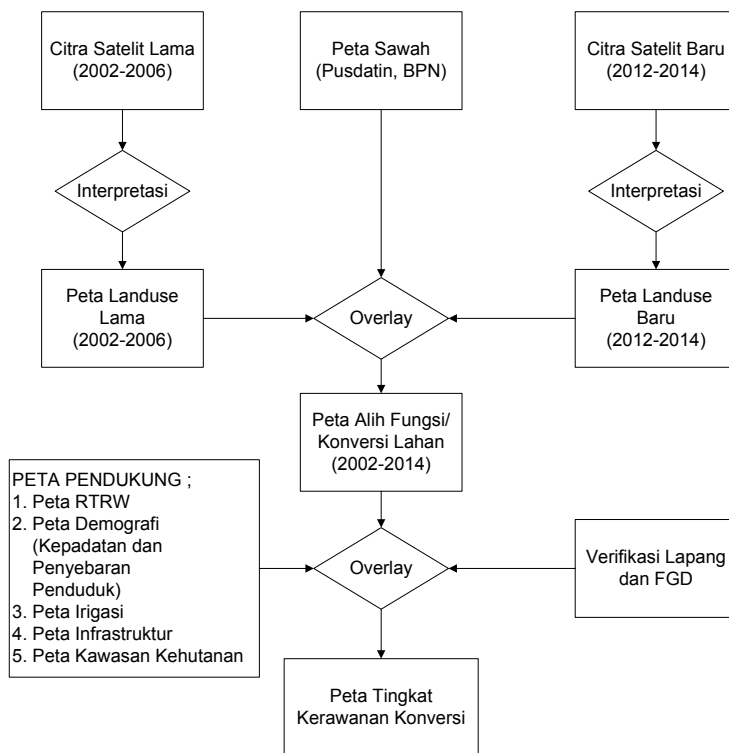 Citra Satelit Lama
(2002-2006)
Peta Sawah
(Pusdatin, BPN)
Citra Satelit Baru
(2012-2014)
Interpretasi
Interpretasi
Peta Landuse
Lama
(2002-2006)
Overlay
Peta Landuse
Baru
(2012-2014)
Peta Alih Fungsi/
Konversi Lahan
(2002-2014)
PETA PENDUKUNG ;
1. Peta RTRW
2. Peta Demografi
(Kepadatan dan
Penyebaran
Penduduk)
3. Peta Irigasi
4. Peta Infrastruktur
5. Peta Kawasan Kehutanan
Overlay
Verifikasi Lapang
dan FGD
Peta Tingkat
Kerawanan Konversi